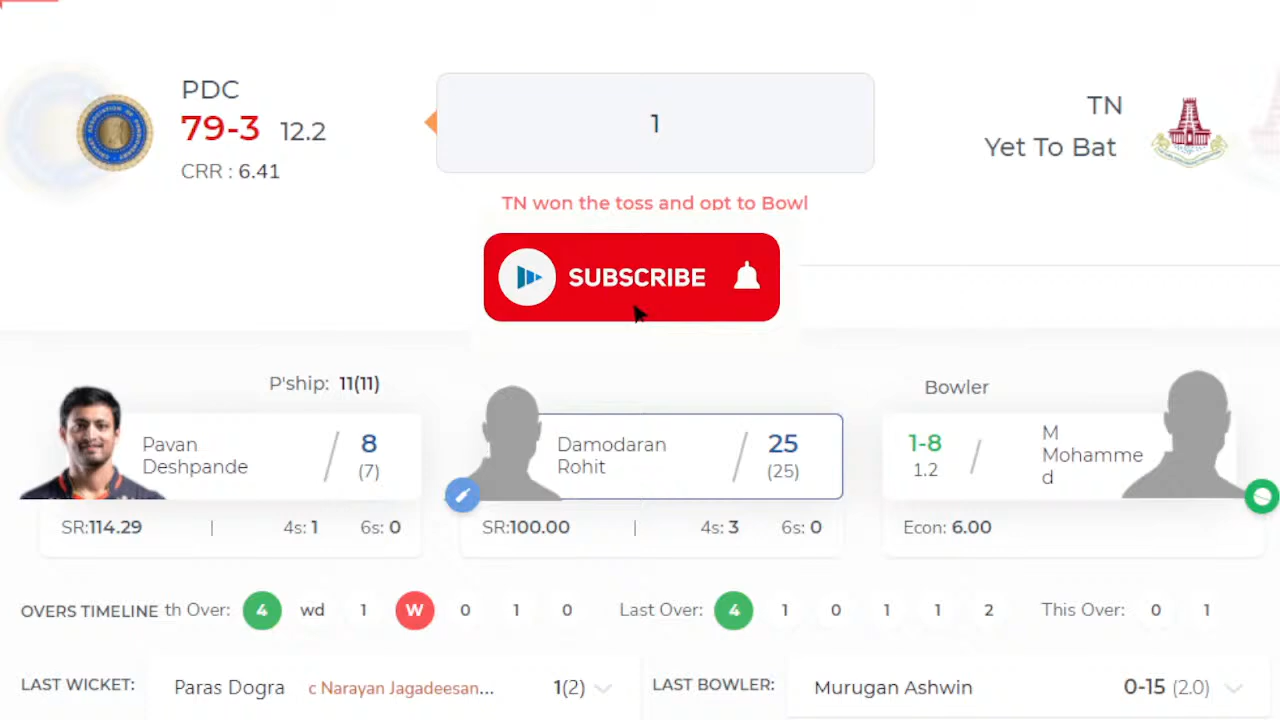 PDC
79-3 12.2
CRR : 6.41
1
TN
Yet To Bat
TN won the toss and opt to Bowl
SUBSCRIBE
P'ship: 11(11)
Pavan
Deshpande
8
(7)
SR:114.29 | 4s: 1 6s: 0
Damodaran
Rohit
25
(25)
SR:100.00 | 4s: 3 6s: 0
Bowler
1-8
1.2
M
Mohamme
d
Econ: 6.00
OVERS TIMELINE th Over: 4 wd 1 W 0 1 0 Last Over: 4 1 0 1 1 2 This Over: 0 1
LAST WICKET: Paras Dogra c Narayan Jagadeesan... 1(2)
LAST BOWLER: Murugan Ashwin 0-15 (2.0)